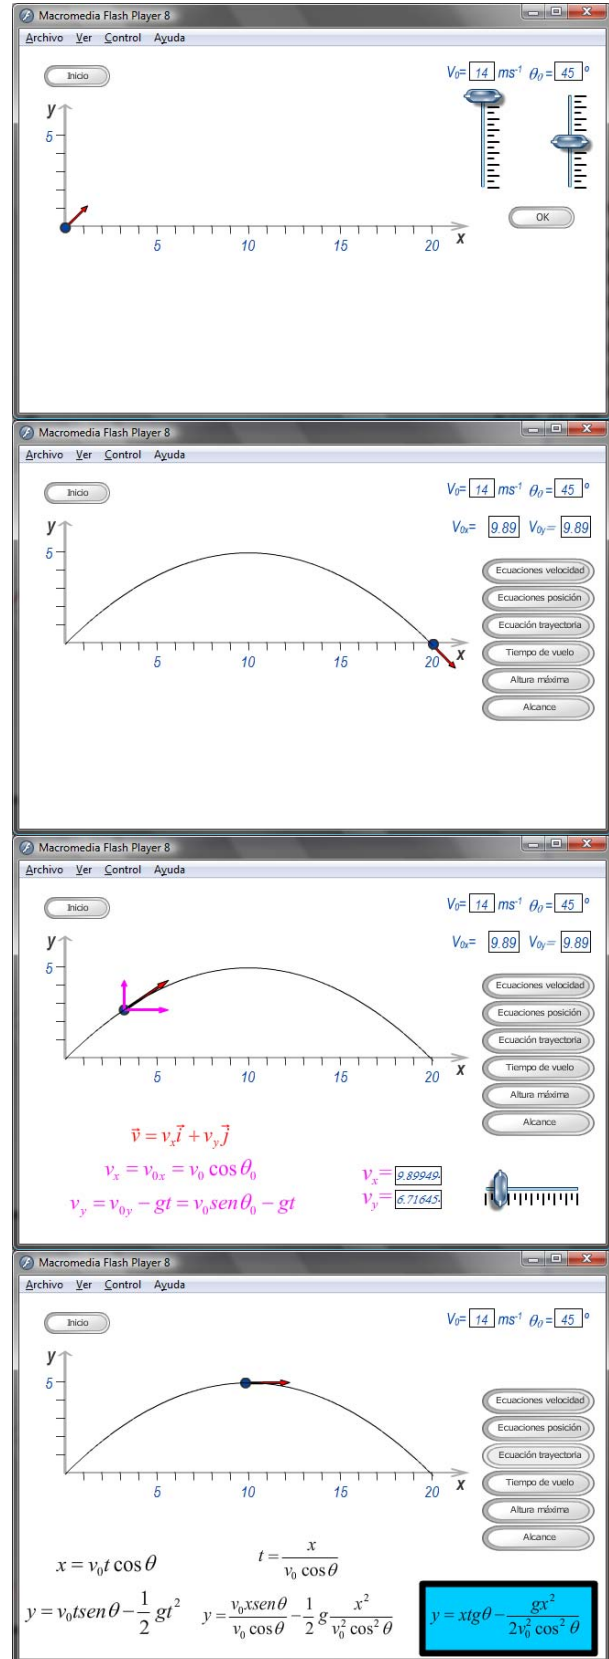 Macromedia Flash Player 8
Archivo Ver Control Ayuda
Inicio
V₀= 14 ms⁻¹ θ₀= 45 º
y
5
5 10 15 20 x
OK
Macromedia Flash Player 8
Archivo Ver Control Ayuda
Inicio
V₀= 14 ms⁻¹ θ₀= 45 º
V₀ₓ= 9.89 V₀y= 9.89
y
5
5 10 15 20 x
Ecuaciones velocidad
Ecuaciones posición
Ecuación trayectoria
Tiempo de vuelo
Altura máxima
Alcance
Macromedia Flash Player 8
Archivo Ver Control Ayuda
Inicio
V₀= 14 ms⁻¹ θ₀= 45 º
V₀ₓ= 9.89 V₀y= 9.89
y
5
5 10 15 20 x
Ecuaciones velocidad
Ecuaciones posición
Ecuación trayectoria
Tiempo de vuelo
Altura máxima
Alcance
v⃗ = vₓi⃗ + v_y j⃗
vₓ = v₀ₓ = v₀ cos θ₀
v_y = v₀y − gt = v₀senθ₀ − gt
vₓ= 9.89949
v_y= 6.71645
Macromedia Flash Player 8
Archivo Ver Control Ayuda
Inicio
V₀= 14 ms⁻¹ θ₀= 45 º
y
5
5 10 15 20 x
Ecuaciones velocidad
Ecuaciones posición
Ecuación trayectoria
Tiempo de vuelo
Altura máxima
Alcance
x = v₀t cos θ
t = x / (v₀ cos θ)
y = v₀tsenθ − 1/2 gt²
y = v₀xsenθ / (v₀ cos θ) − 1/2 g x² / (v₀² cos² θ)
y = xtgθ − gx² / (2v₀² cos² θ)